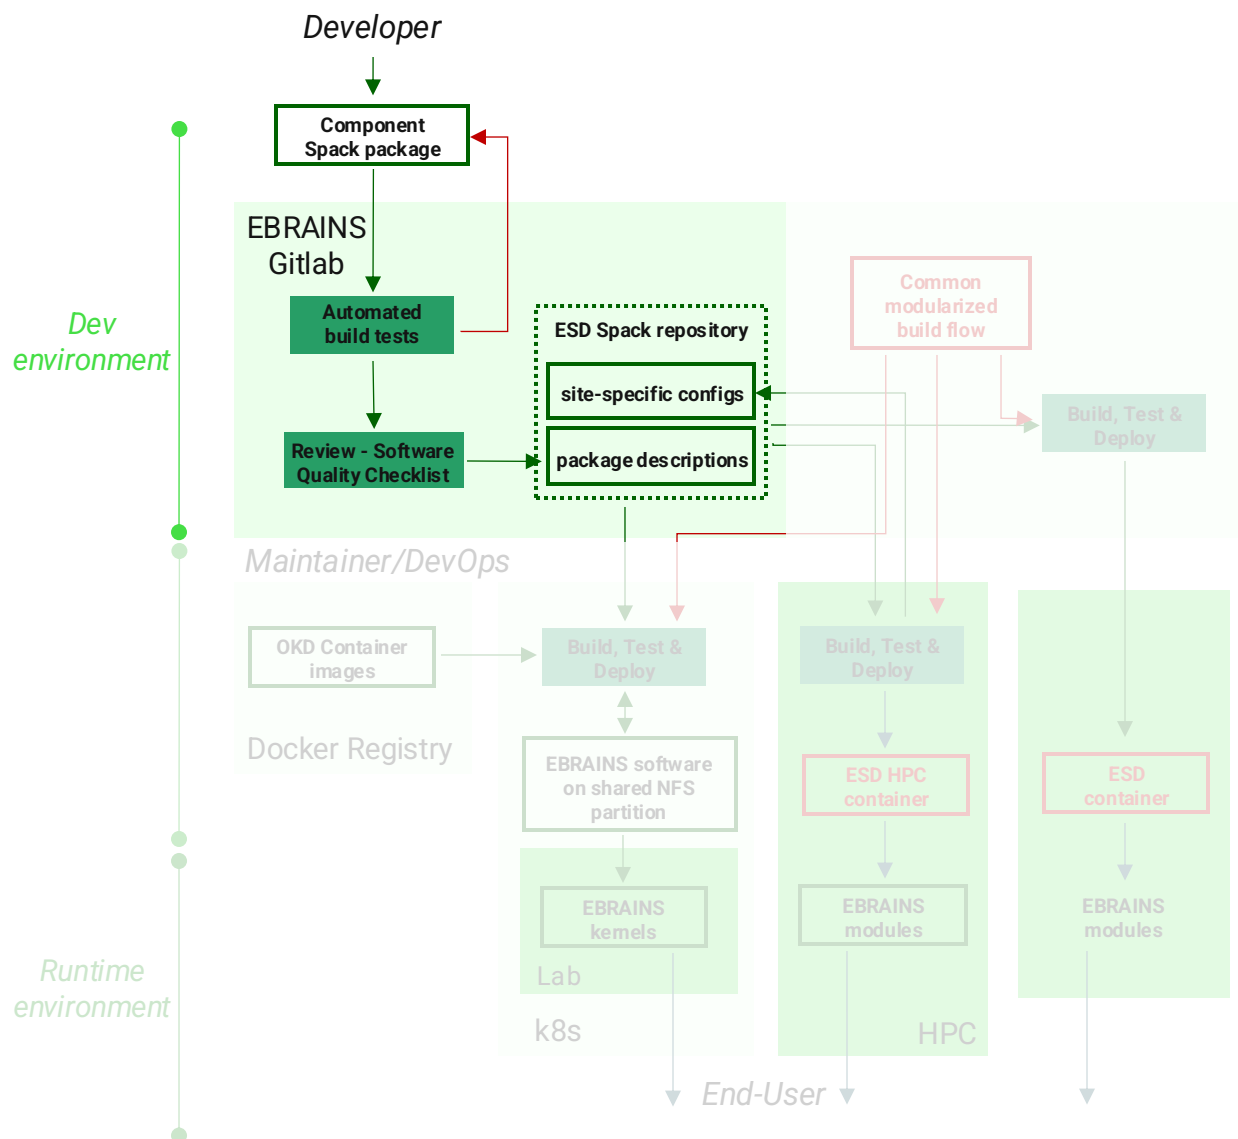 Developer
Component
Spack package
EBRAINS
Gitlab
Automated
build tests
ESD Spack repository
site-specific configs
package descriptions
Review - Software
Quality Checklist
Common
modularized
build flow
Build, Test &
Deploy
Dev
environment
Maintainer/DevOps
OKD Container
images
Docker Registry
Build, Test &
Deploy
EBRAINS software
on shared NFS
partition
EBRAINS
kernels
Lab
k8s
Build, Test &
Deploy
ESD HPC
container
EBRAINS
modules
HPC
ESD
container
EBRAINS
modules
Runtime
environment
End-User